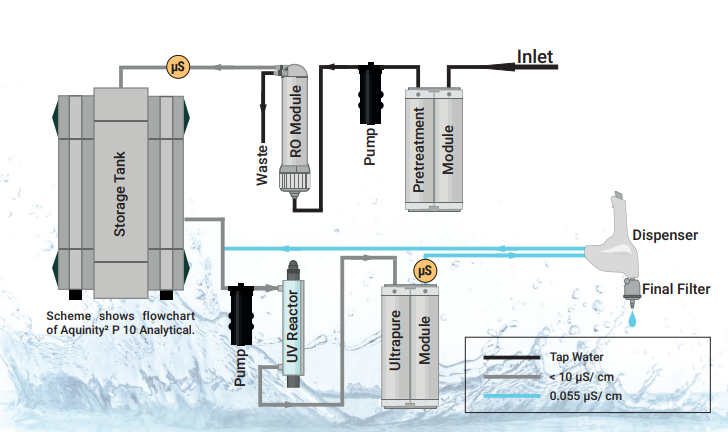 Inlet
µS
RO Module
Waste
Pump
Pretreatment
Module
Storage Tank
Dispenser
µS
Final Filter
Scheme shows flowchart
of Aquinity² P 10 Analytical.
Pump
UV Reactor
Ultrapure
Module
Tap Water
< 10 µS/ cm
0.055 µS/ cm